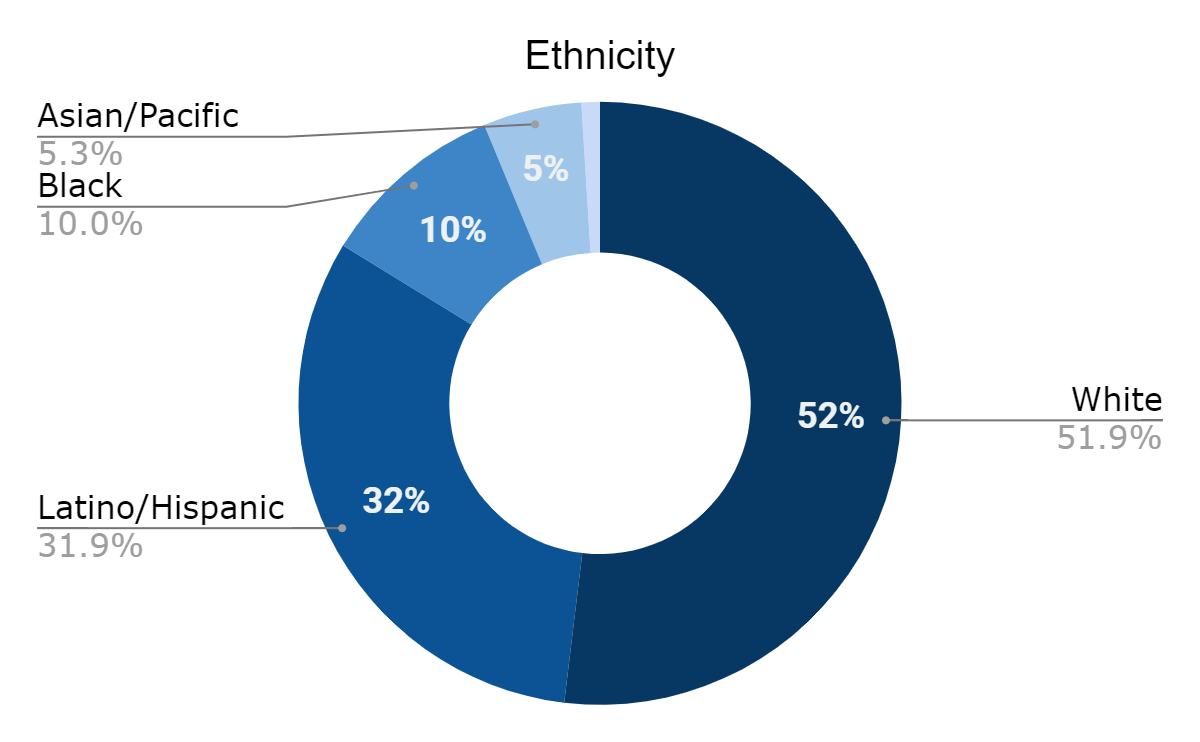 Ethnicity
Asian/Pacific
5.3%
Black
10.0%
5%
10%
White
51.9%
52%
Latino/Hispanic
31.9%
32%